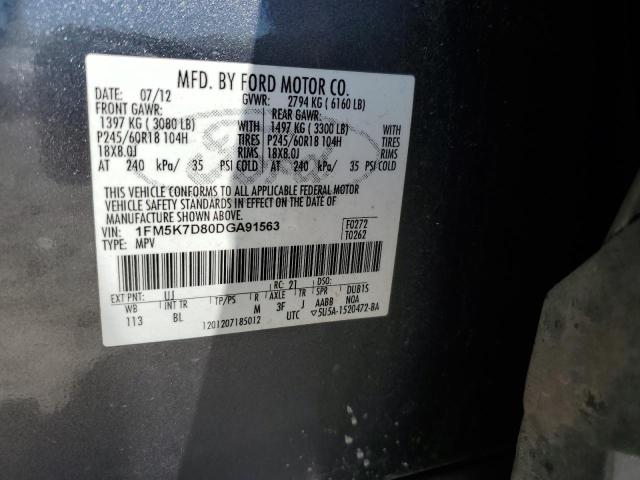 MFD. BY FORD MOTOR CO.
DATE: 07/12 GVWR: 2794 KG ( 6160 LB)
FRONT GAWR: REAR GAWR:
1397 KG ( 3080 LB) 1497 KG ( 3300 LB)
P245/60R18 104H TIRES P245/60R18 104H TIRES
18X8.0J RIMS 18X8.0J RIMS
AT 240 kPa/ 35 PSI COLD AT 240 kPa/ 35 PSI COLD
THIS VEHICLE CONFORMS TO ALL APPLICABLE FEDERAL MOTOR
VEHICLE SAFETY STANDARDS IN EFFECT ON THE DATE OF
MANUFACTURE SHOWN ABOVE.
VIN: 1FM5K7D80DGA91563 F0272
TYPE: MPV T0262
RC: 21 DSO:
EXT PNT: UJ
WB INT TR TP/PS R AXLE TR SPR DUB1S
113 BL M 3F J AABB NQA
1201207185012 UTC ▽5U5A-1520472-BA